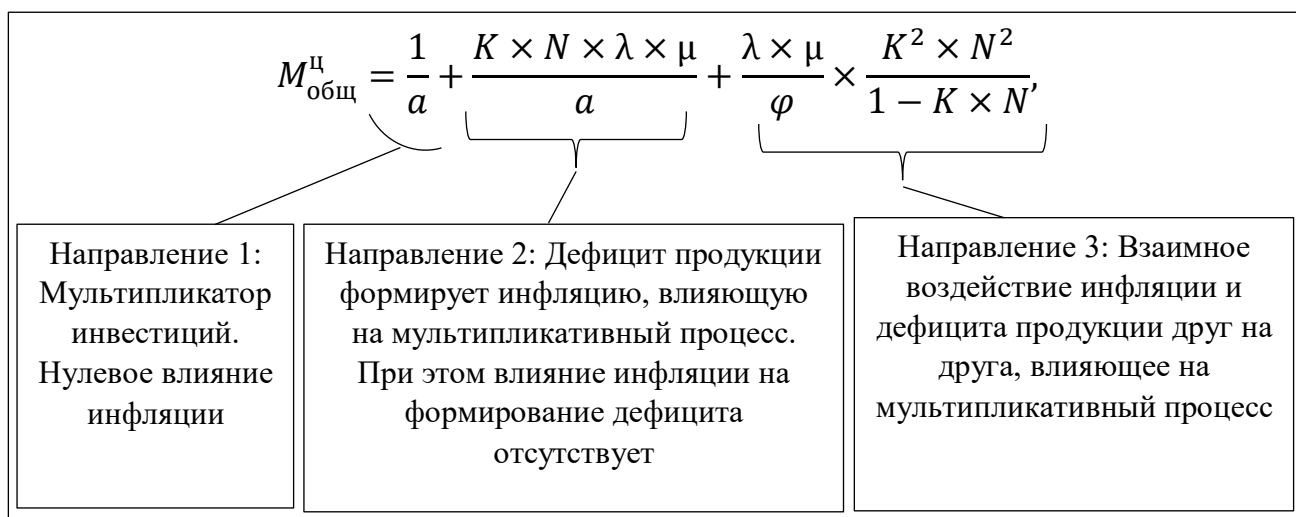 M^ц_общ = 1/a + (K × N × λ × μ)/a + (λ × μ)/φ × (K² × N²)/(1 − K × N),
Направление 1:
Мультипликатор
инвестиций.
Нулевое влияние
инфляции
Направление 2: Дефицит продукции
формирует инфляцию, влияющую
на мультипликативный процесс.
При этом влияние инфляции на
формирование дефицита
отсутствует
Направление 3: Взаимное
воздействие инфляции и
дефицита продукции друг на
друга, влияющее на
мультипликативный процесс